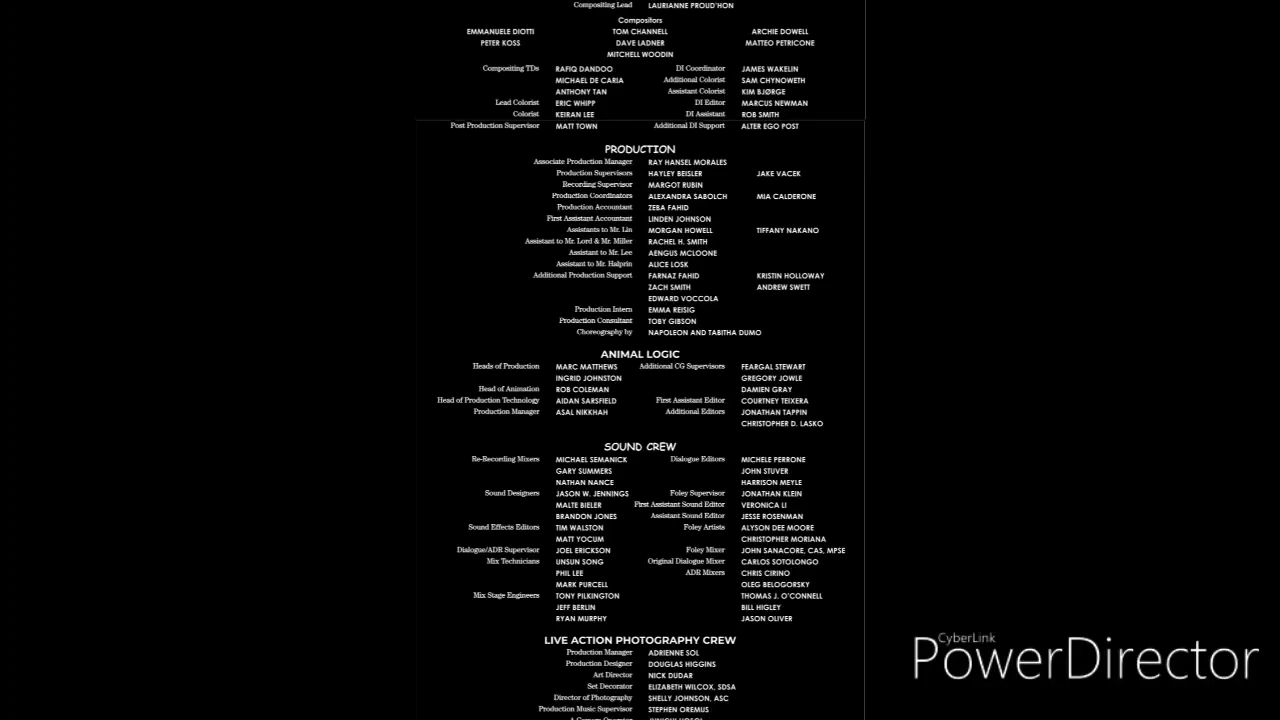 Compositing Lead LAURIANNE PROUD'HON
Compositors
EMMANUELE DIOTTI TOM CHANNELL ARCHIE DOWELL
PETER KOSS DAVE LADNER MATTEO PETRICONE
MITCHELL WOODIN
Compositing TDs RAFIQ DANDOO DI Coordinator JAMES WAKELIN
MICHAEL DE CARIA Additional Colorist SAM CHYNOWETH
ANTHONY TAN Assistant Colorist KIM BJØRGE
Lead Colorist ERIC WHIPP DI Editor MARCUS NEWMAN
Colorist KEIRAN LEE DI Assistant ROB SMITH
Post Production Supervisor MATT TOWN Additional DI Support ALTER EGO POST
PRODUCTION
Associate Production Manager RAY HANSEL MORALES
Production Supervisors HAYLEY BEISLER JAKE VACEK
Recording Supervisor MARGOT RUBIN
Production Coordinators ALEXANDRA SABOLCH MIA CALDERONE
Production Accountant ZEBA FAHID
First Assistant Accountant LINDEN JOHNSON
Assistants to Mr. Lin MORGAN HOWELL TIFFANY NAKANO
Assistant to Mr. Lord & Mr. Miller RACHEL H. SMITH
Assistant to Mr. Lee AENGUS MCLOONE
Assistant to Mr. Halprin ALICE LOSK
Additional Production Support FARNAZ FAHID KRISTIN HOLLOWAY
ZACH SMITH ANDREW SWETT
EDWARD VOCCOLA
Production Intern EMMA REISIG
Production Consultant TOBY GIBSON
Choreography by NAPOLEON AND TABITHA DUMO
ANIMAL LOGIC
Heads of Production MARC MATTHEWS Additional CG Supervisors FEARGAL STEWART
INGRID JOHNSTON GREGORY JOWLE
Head of Animation ROB COLEMAN DAMIEN GRAY
Head of Production Technology AIDAN SARSFIELD First Assistant Editor COURTNEY TEIXERA
Production Manager ASAL NIKKHAH Additional Editors JONATHAN TAPPIN
CHRISTOPHER D. LASKO
SOUND CREW
Re-Recording Mixers MICHAEL SEMANICK Dialogue Editors MICHELE PERRONE
GARY SUMMERS JOHN STUVER
NATHAN NANCE HARRISON MEYLE
Sound Designers JASON W. JENNINGS Foley Supervisor JONATHAN KLEIN
MALTE BIELER First Assistant Sound Editor VERONICA LI
BRANDON JONES Assistant Sound Editor JESSE ROSENMAN
Sound Effects Editors TIM WALSTON Foley Artists ALYSON DEE MOORE
MATT YOCUM CHRISTOPHER MORIANA
Dialogue/ADR Supervisor JOEL ERICKSON Foley Mixer JOHN SANACORE, CAS, MPSE
Mix Technicians UNSUN SONG Original Dialogue Mixer CARLOS SOTOLONGO
PHIL LEE ADR Mixers CHRIS CIRINO
MARK PURCELL OLEG BELOGORSKY
Mix Stage Engineers TONY PILKINGTON THOMAS J. O'CONNELL
JEFF BERLIN BILL HIGLEY
RYAN MURPHY JASON OLIVER
LIVE ACTION PHOTOGRAPHY CREW
Production Manager ADRIENNE SOL
Production Designer DOUGLAS HIGGINS
Art Director NICK DUDAR
Set Decorator ELIZABETH WILCOX, SDSA
Director of Photography SHELLY JOHNSON, ASC
Production Music Supervisor STEPHEN OREMUS
CyberLink
PowerDirector